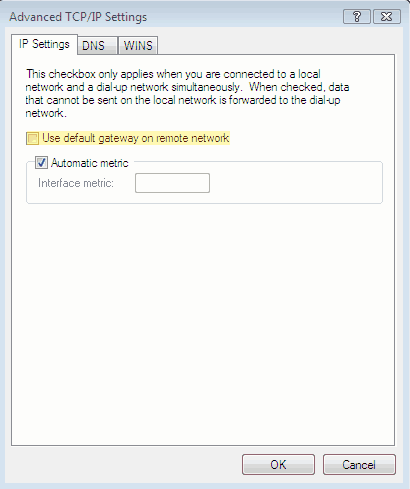 Advanced TCP/IP Settings
IP Settings DNS WINS
This checkbox only applies when you are connected to a local
network and a dial-up network simultaneously. When checked, data
that cannot be sent on the local network is forwarded to the dial-up
network.
Use default gateway on remote network
Automatic metric
Interface metric:
OK Cancel